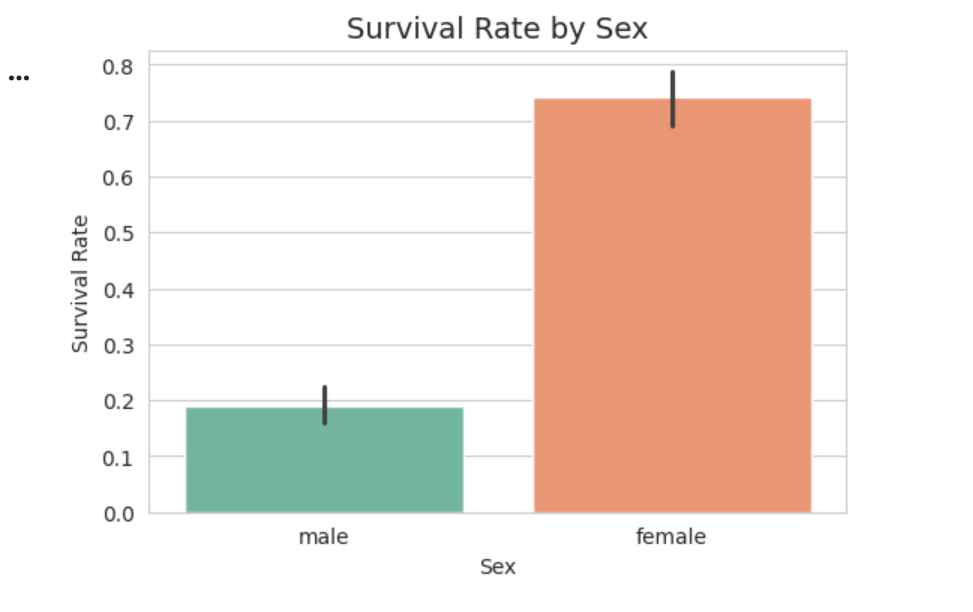 Survival Rate by Sex
...
0.8
0.7
0.6
0.5
0.4
0.3
0.2
0.1
0.0
Survival Rate
male female
Sex